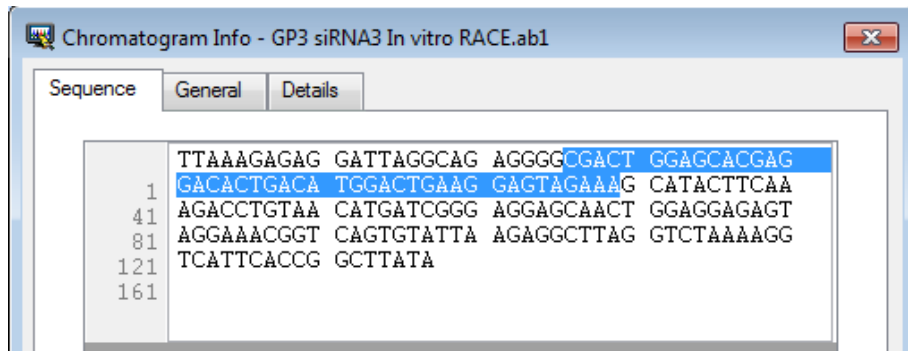 Chromatogram Info - GP3 siRNA3 In vitro RACE.ab1
Sequence General Details
TTAAAGAGAG GATTAGGCAG AGGGGCGACT GGAGCACGAG
1 GACACTGACA TGGACTGAAG GAGTAGAAAG CATACTTCAA
41 AGACCTGTAA CATGATCGGG AGGAGCAACT GGAGGAGAGT
81 AGGAAACGGT CAGTGTATTA AGAGGCTTAG GTCTAAAAGG
121 TCATTCACCG GCTTATA
161